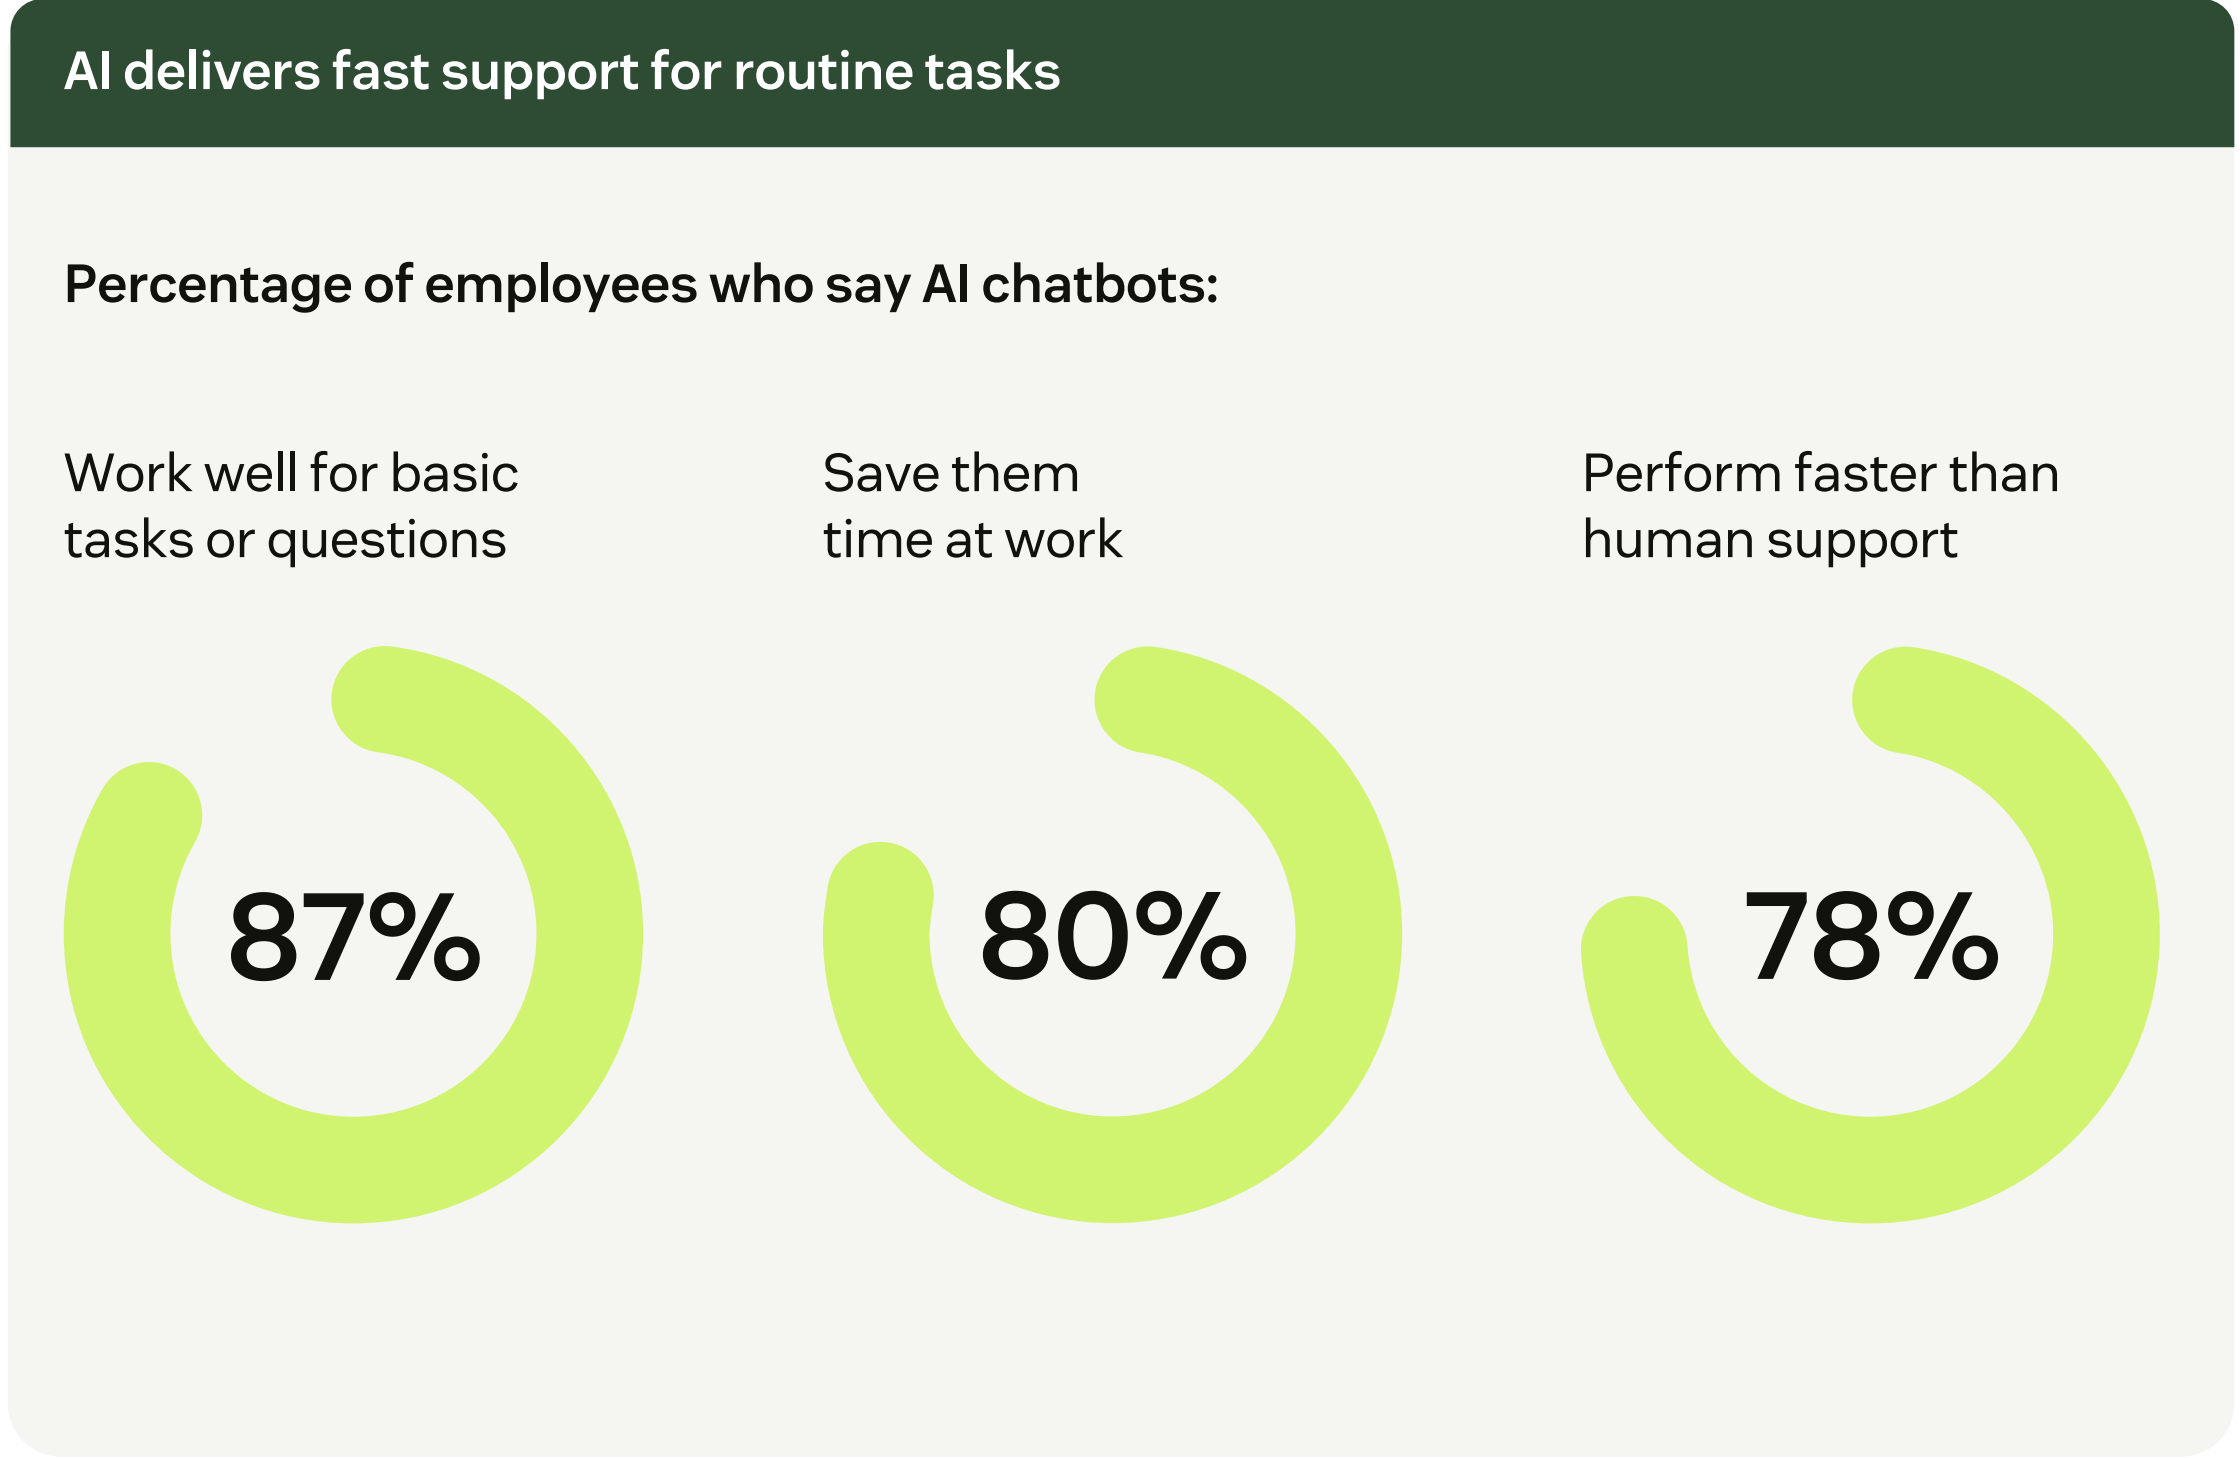 AI delivers fast support for routine tasks
Percentage of employees who say AI chatbots:
Work well for basic
tasks or questions
87%
Save them
time at work
80%
Perform faster than
human support
78%